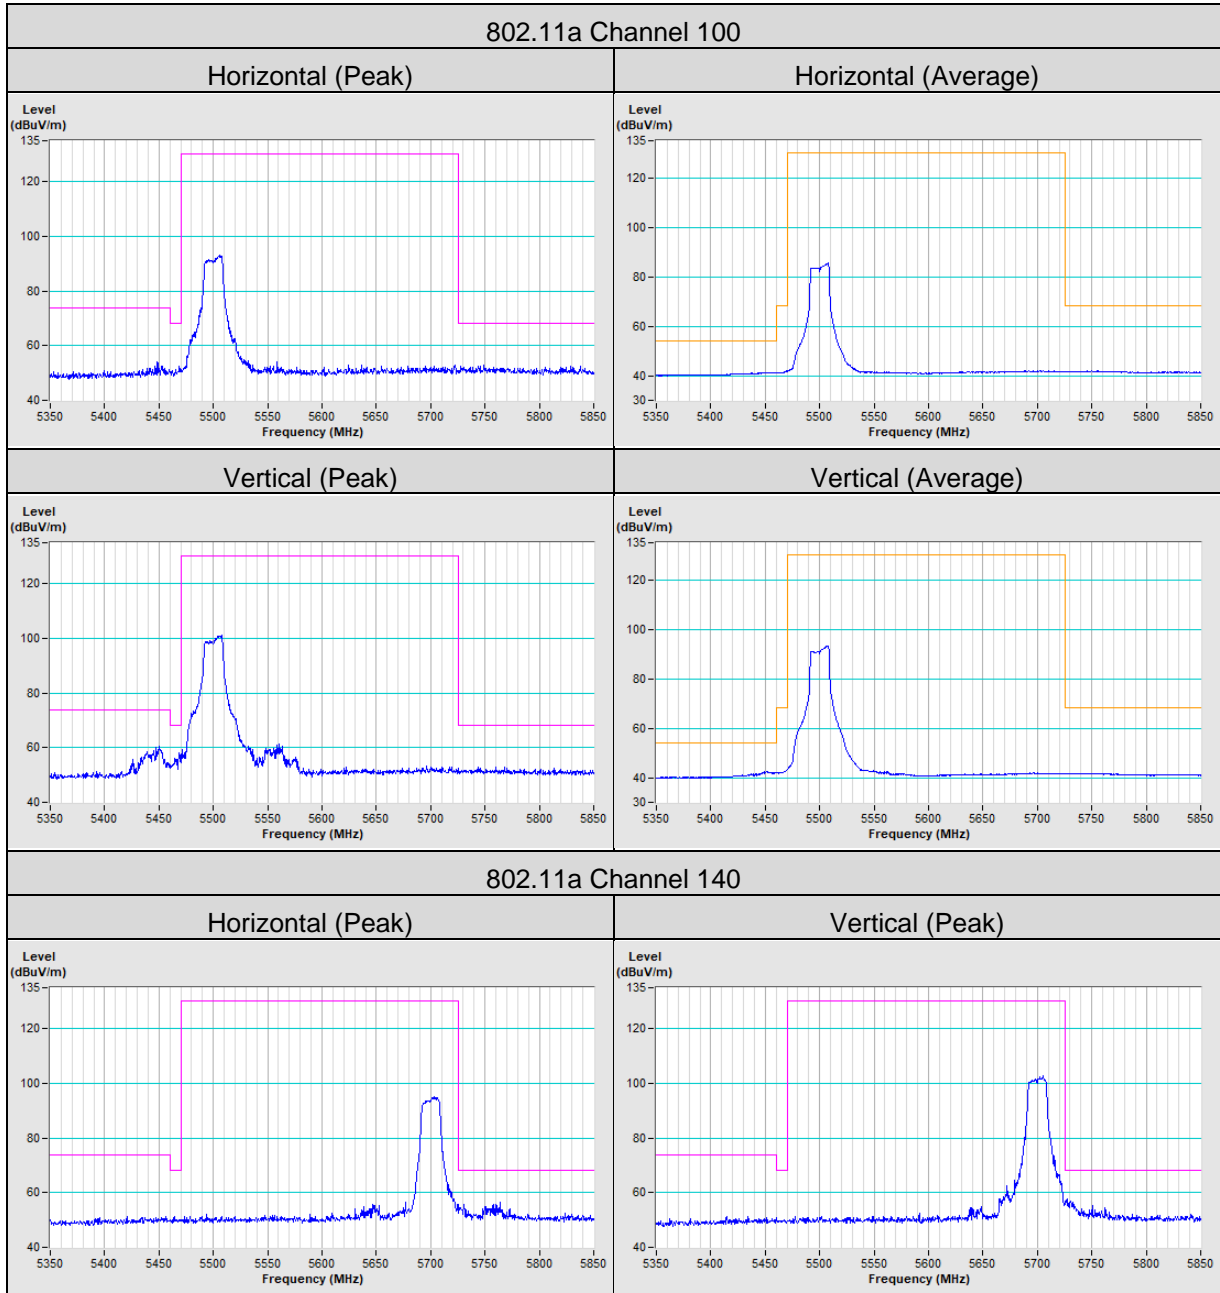 802.11a Channel 100
Horizontal (Peak)
Horizontal (Average)
Level
(dBuV/m)
135
120
100
80
60
40
5350 5400 5450 5500 5550 5600 5650 5700 5750 5800 5850
Frequency (MHz)
Level
(dBuV/m)
135
120
100
80
60
40
30
5350 5400 5450 5500 5550 5600 5650 5700 5750 5800 5850
Frequency (MHz)
Vertical (Peak)
Vertical (Average)
Level
(dBuV/m)
135
120
100
80
60
40
5350 5400 5450 5500 5550 5600 5650 5700 5750 5800 5850
Frequency (MHz)
Level
(dBuV/m)
135
120
100
80
60
40
30
5350 5400 5450 5500 5550 5600 5650 5700 5750 5800 5850
Frequency (MHz)
802.11a Channel 140
Horizontal (Peak)
Vertical (Peak)
Level
(dBuV/m)
135
120
100
80
60
40
5350 5400 5450 5500 5550 5600 5650 5700 5750 5800 5850
Frequency (MHz)
Level
(dBuV/m)
135
120
100
80
60
40
5350 5400 5450 5500 5550 5600 5650 5700 5750 5800 5850
Frequency (MHz)